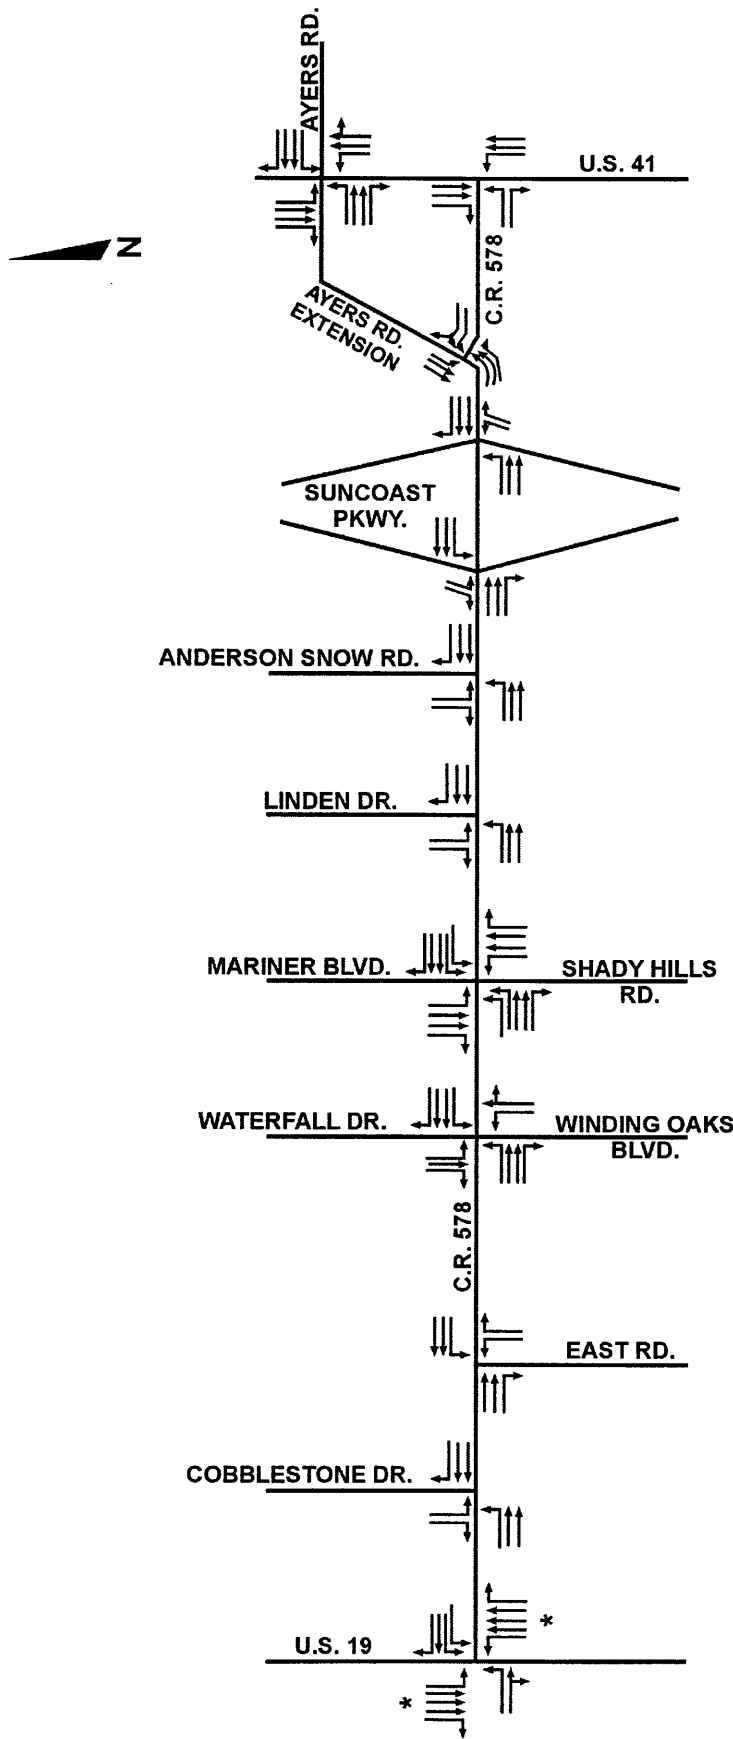 AYERS RD.
U.S. 41
N
C.R. 578
AYERS RD.
EXTENSION
SUNCOAST
PKWY.
ANDERSON SNOW RD.
LINDEN DR.
MARINER BLVD.
SHADY HILLS
RD.
WATERFALL DR.
WINDING OAKS
BLVD.
C.R. 578
EAST RD.
COBBLESTONE DR.
*
U.S. 19
*